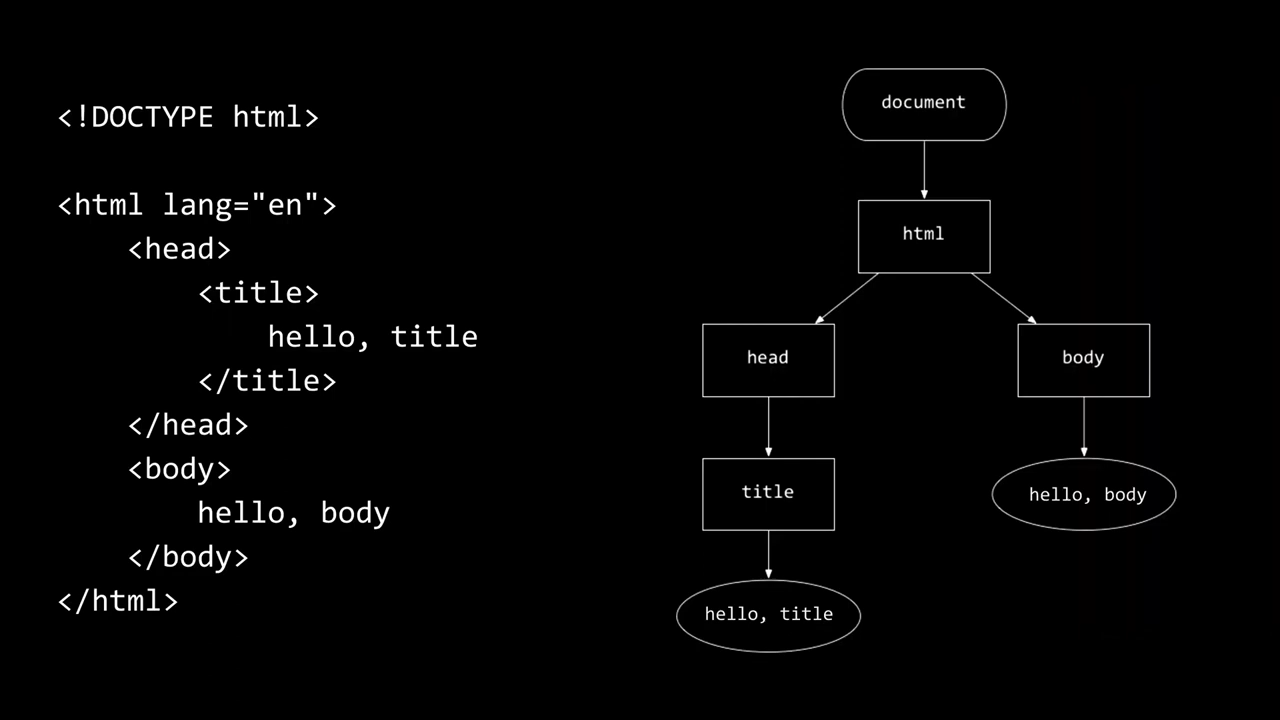 <!DOCTYPE html>
<html lang="en">
<head>
<title>
hello, title
</title>
</head>
<body>
hello, body
</body>
</html>
document
html
head
body
title
hello, body
hello, title